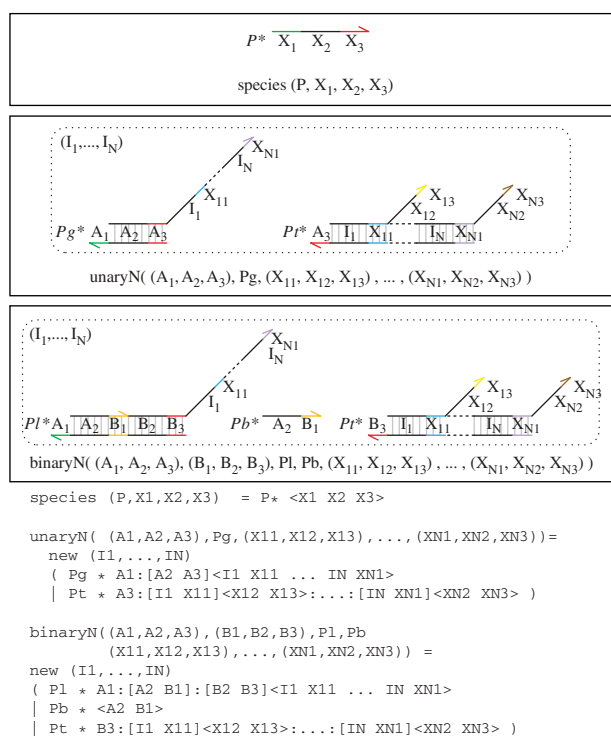 P* X1 X2 X3
species (P, X1, X2, X3)
(I1,..., IN)
XN1
IN
X11
I1
Pg* A1 A2 A3
X13
X12
XN3
XN2
Pt* A3 I1 X11 IN XN1
unaryN( (A1, A2, A3), Pg, (X11, X12, X13) , ... , (XN1, XN2, XN3) )
(I1,..., IN)
XN1
IN
X11
I1
Pl* A1 A2 B1 B2 B3
Pb* A2 B1
X13
X12
XN3
XN2
Pt* B3 I1 X11 IN XN1
binaryN( (A1, A2, A3), (B1, B2, B3), Pl, Pb, (X11, X12, X13) , ... , (XN1, XN2, XN3) )
species (P,X1,X2,X3) = P* <X1 X2 X3>
unaryN( (A1,A2,A3),Pg,(X11,X12,X13),...,(XN1,XN2,XN3))=
new (I1,...,IN)
( Pg * A1:[A2 A3]<I1 X11 ... IN XN1>
| Pt * A3:[I1 X11]<X12 X13>:...:[IN XN1]<XN2 XN3> )
binaryN((A1,A2,A3),(B1,B2,B3),Pl,Pb
(X11,X12,X13),...,(XN1,XN2,XN3)) =
new (I1,...,IN)
( Pl * A1:[A2 B1]:[B2 B3]<I1 X11 ... IN XN1>
| Pb * <A2 B1>
| Pt * B3:[I1 X11]<X12 X13>:...:[IN XN1]<XN2 XN3> )